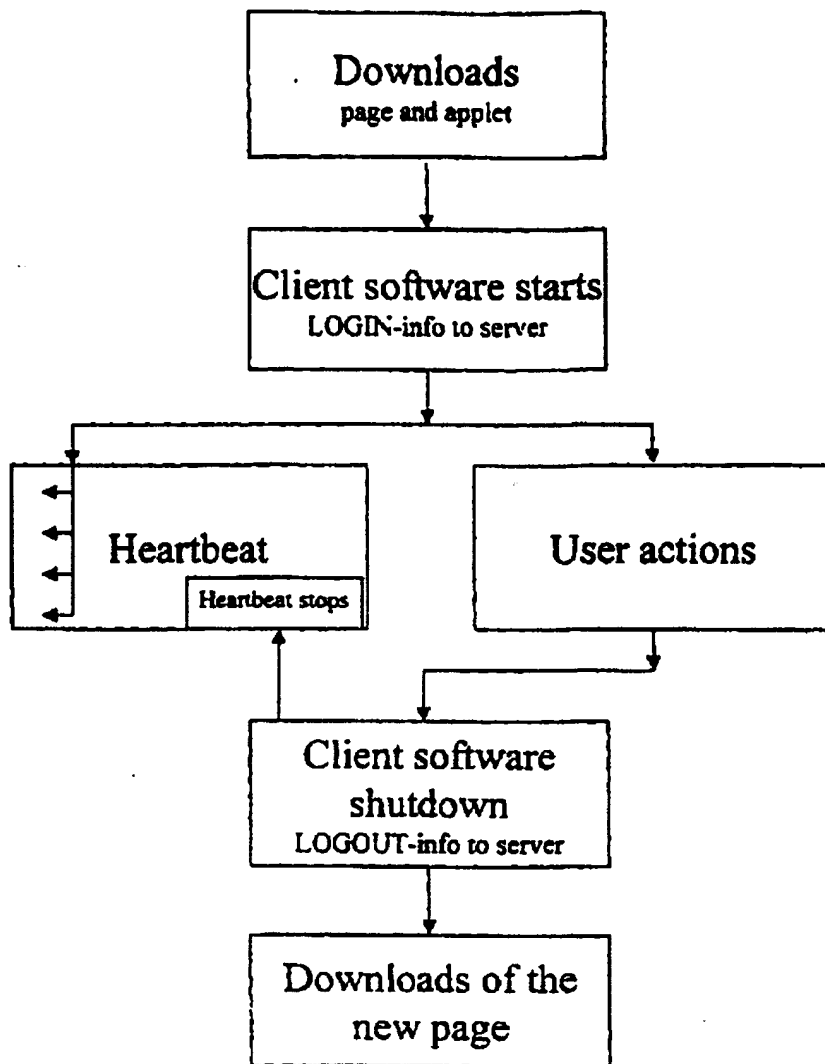 Downloads
page and applet
Client software starts
LOGIN-info to server
Heartbeat
Heartbeat stops
User actions
Client software
shutdown
LOGOUT-info to server
Downloads of the
new page